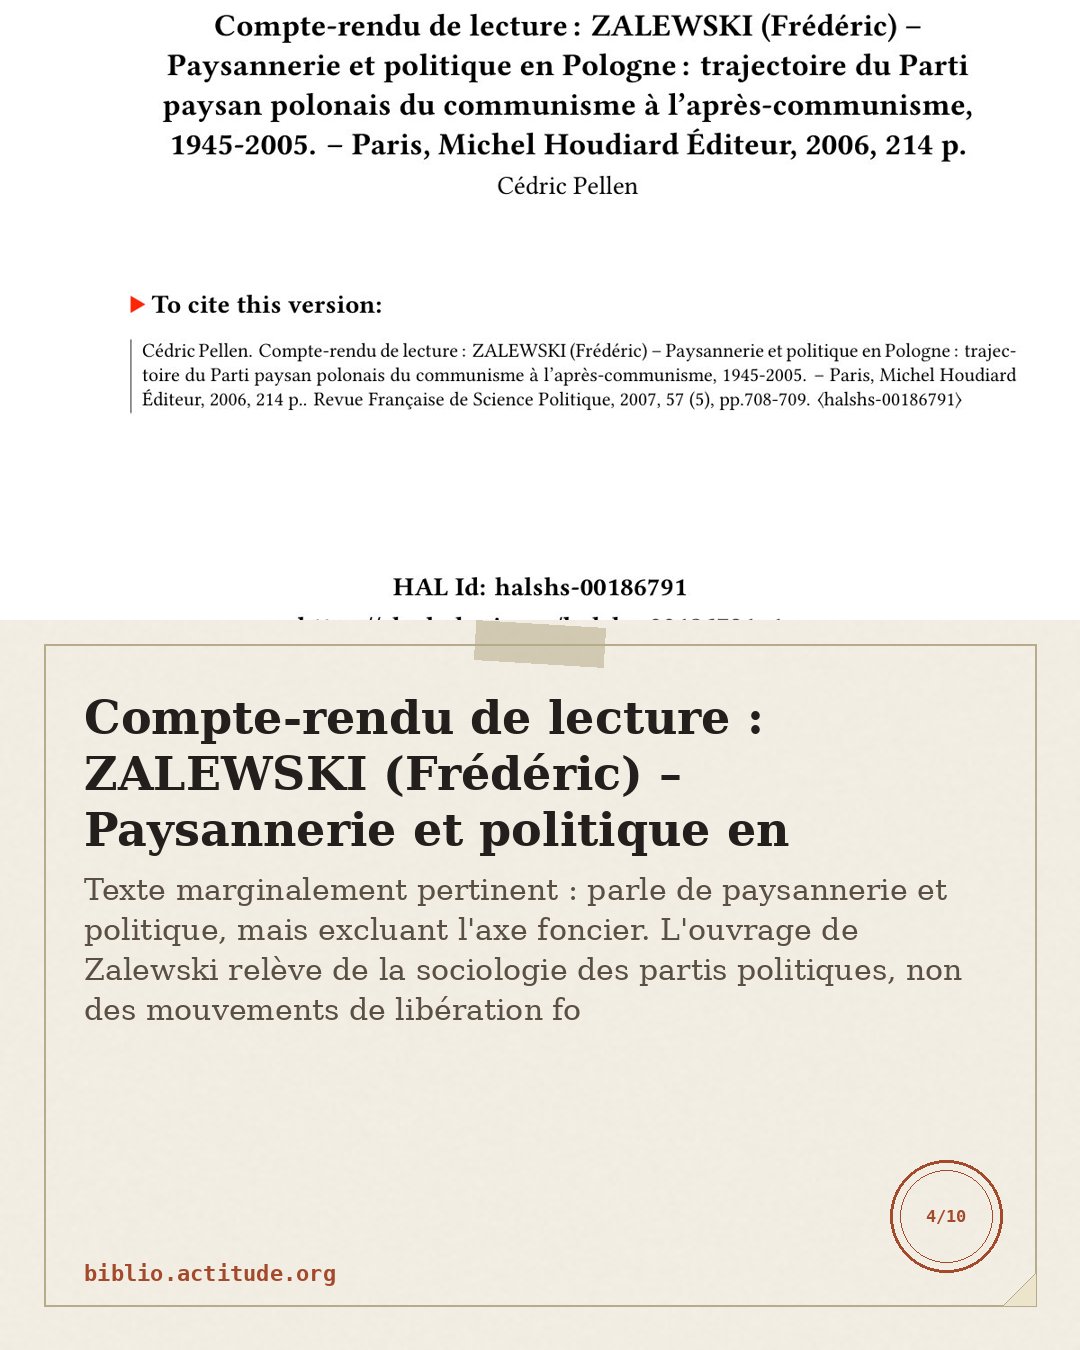 Compte-rendu de lecture : ZALEWSKI (Frédéric) –
Paysannerie et politique en Pologne : trajectoire du Parti
paysan polonais du communisme à l’après-communisme,
1945-2005. – Paris, Michel Houdiard Éditeur, 2006, 214 p.
Cédric Pellen
To cite this version:
Cédric Pellen. Compte-rendu de lecture : ZALEWSKI (Frédéric) – Paysannerie et politique en Pologne : trajec-
toire du Parti paysan polonais du communisme à l’après-communisme, 1945-2005. – Paris, Michel Houdiard
Éditeur, 2006, 214 p.. Revue Française de Science Politique, 2007, 57 (5), pp.708-709. ⟨halshs-00186791⟩
HAL Id: halshs-00186791
Compte-rendu de lecture :
ZALEWSKI (Frédéric) –
Paysannerie et politique en
Texte marginalement pertinent : parle de paysannerie et
politique, mais excluant l'axe foncier. L'ouvrage de
Zalewski relève de la sociologie des partis politiques, non
des mouvements de libération fo
4/10
biblio.actitude.org